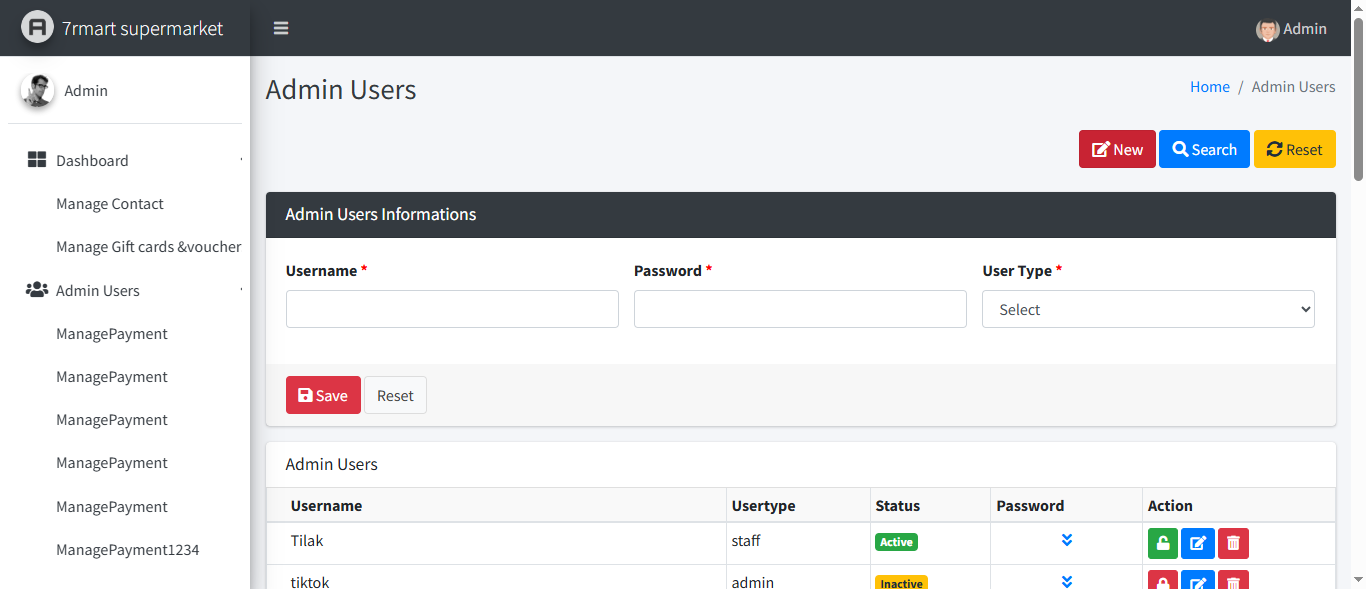 7rmart supermarket
Admin
Admin
Admin Users
Home / Admin Users
Dashboard
Manage Contact
Manage Gift cards &voucher
Admin Users
ManagePayment
ManagePayment
ManagePayment
ManagePayment
ManagePayment
ManagePayment1234
New
Search
Reset
Admin Users Informations
Username *
Password *
User Type *
Select
Save
Reset
Admin Users
Username Usertype Status Password Action
Tilak staff Active
tiktok admin Inactive